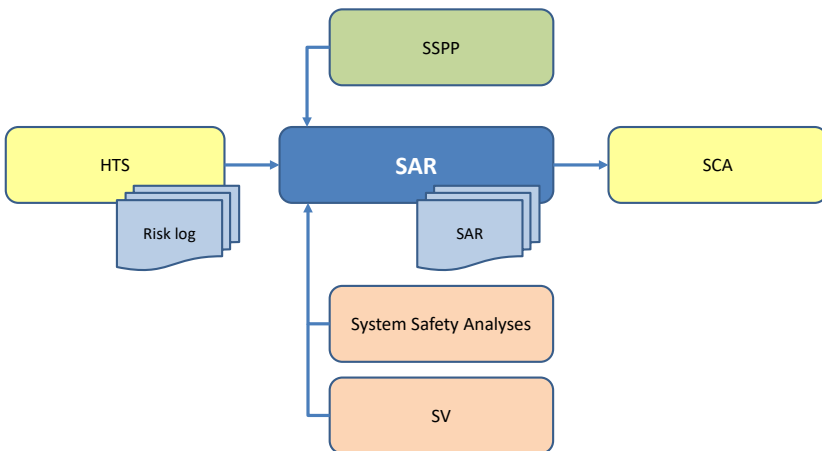 SSPP
HTS
SAR
SCA
Risk log
SAR
System Safety Analyses
SV